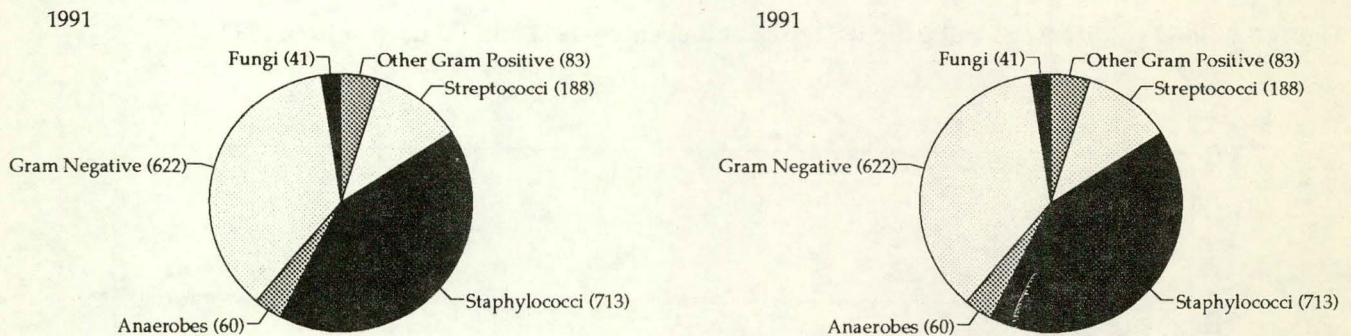 1991
Fungi (41)
Other Gram Positive (83)
Streptococci (188)
Gram Negative (622)
Staphylococci (713)
Anaerobes (60)
1991
Fungi (41)
Other Gram Positive (83)
Streptococci (188)
Gram Negative (622)
Staphylococci (713)
Anaerobes (60)